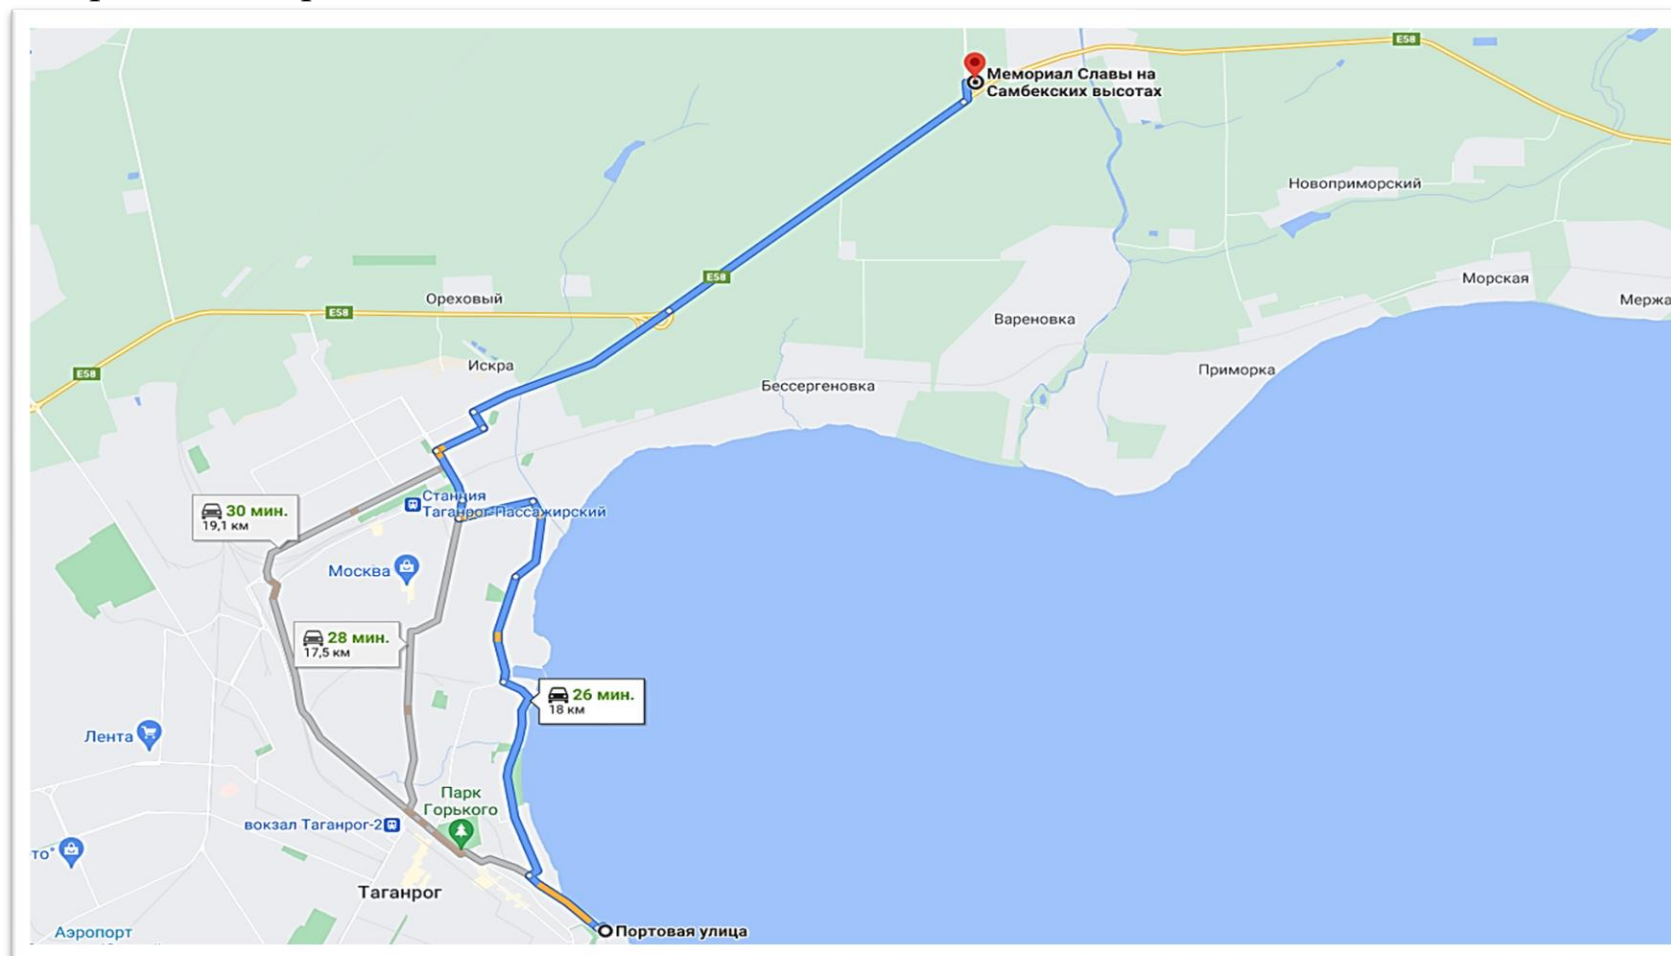 E58
Мемориал Славы на
Самбекских высотах
Новоприморский
E58
Морская
Ореховый
Мержа
E58
Вареновка
Искра
Приморка
E58
Бессергеновка
Станция
Таганрог-Пассажирский
30 мин.
19,1 км
Москва
28 мин.
17,5 км
26 мин.
18 км
Лента
Парк
Горького
вокзал Таганрог-2
то"
Таганрог
Портовая улица
Аэропорт